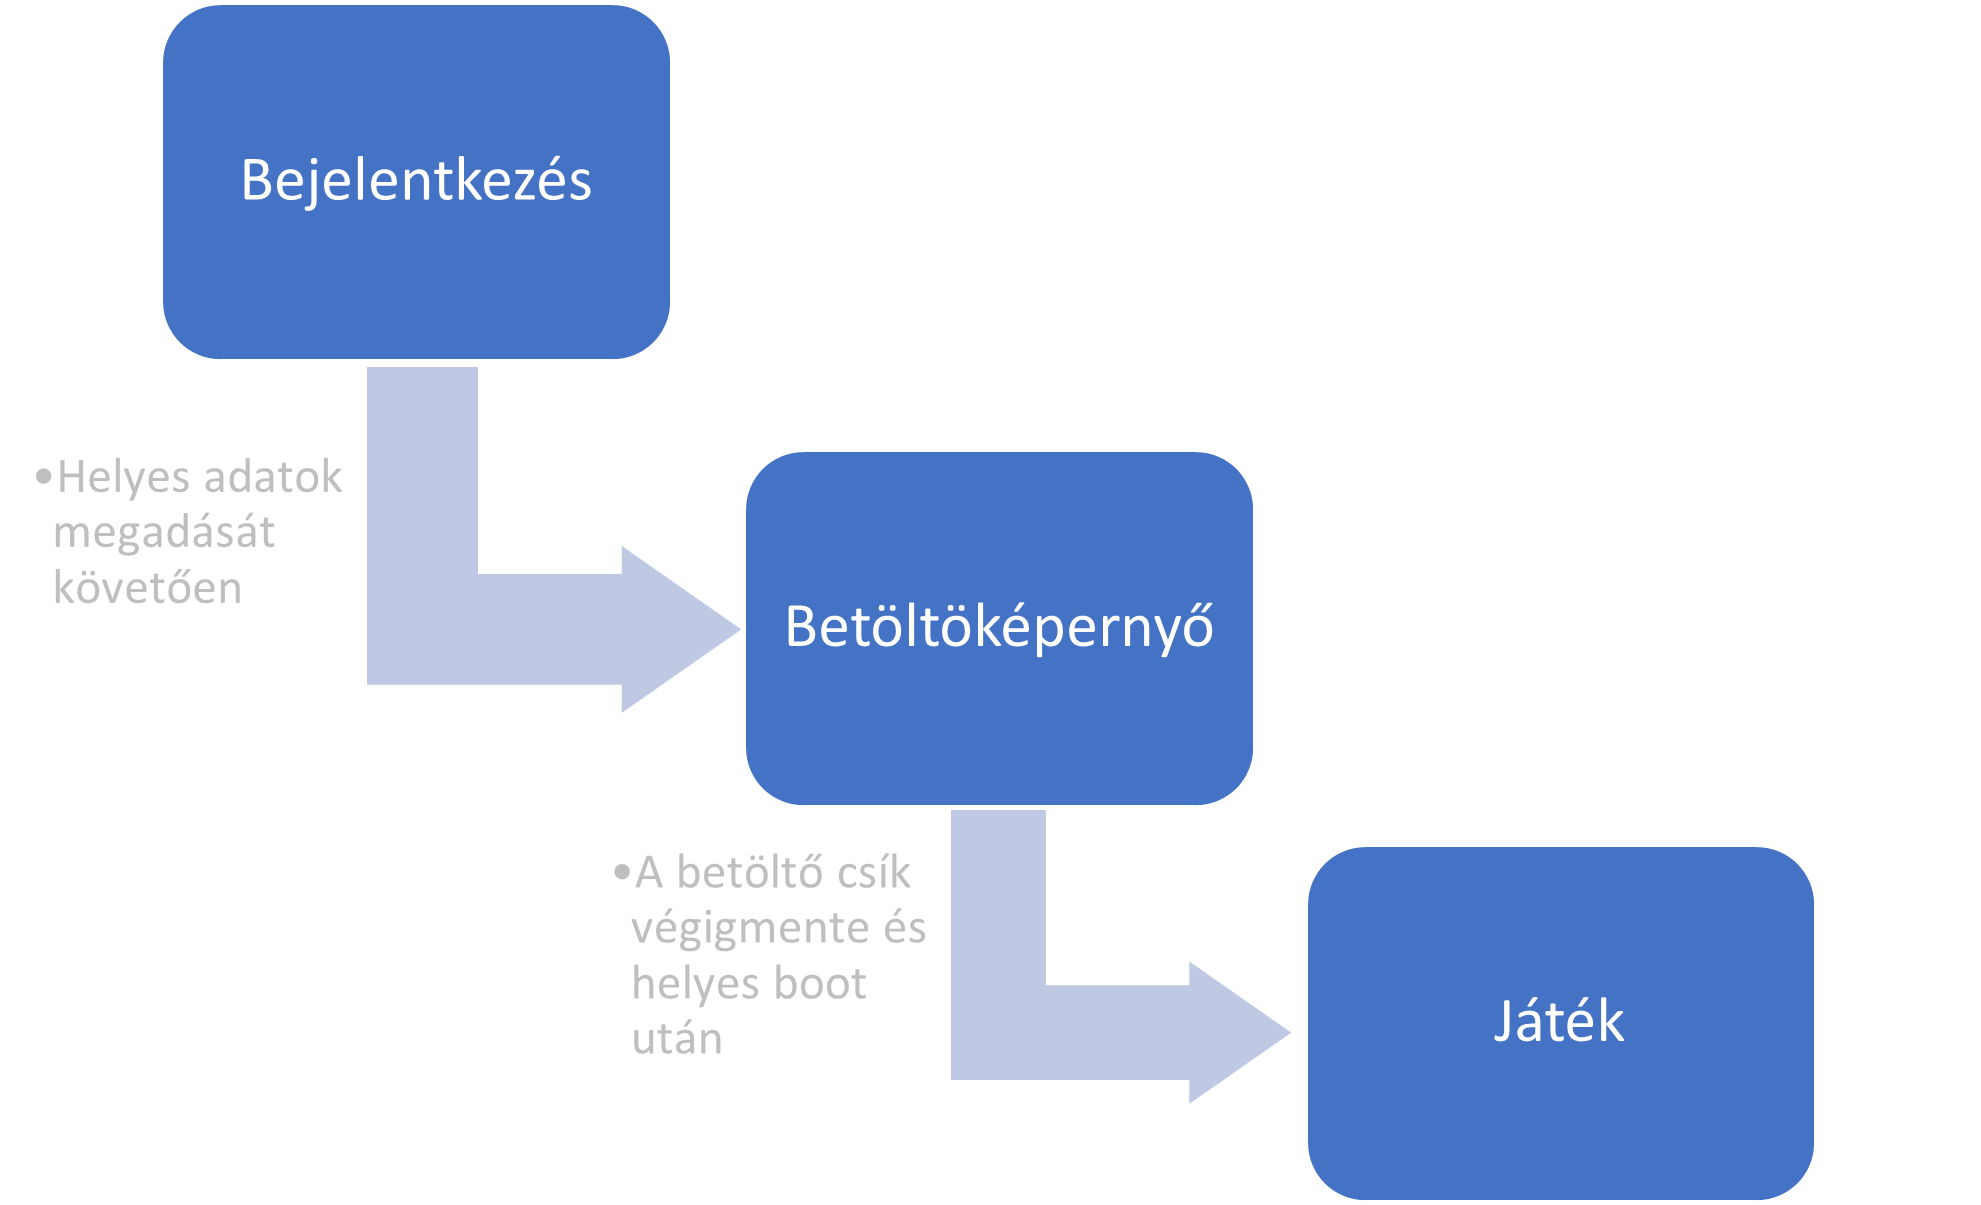 Bejelentkezés
•Helyes adatok
megadását
követően
Betöltöképernyő
•A betöltő csík
végigmente és
helyes boot
után
Játék